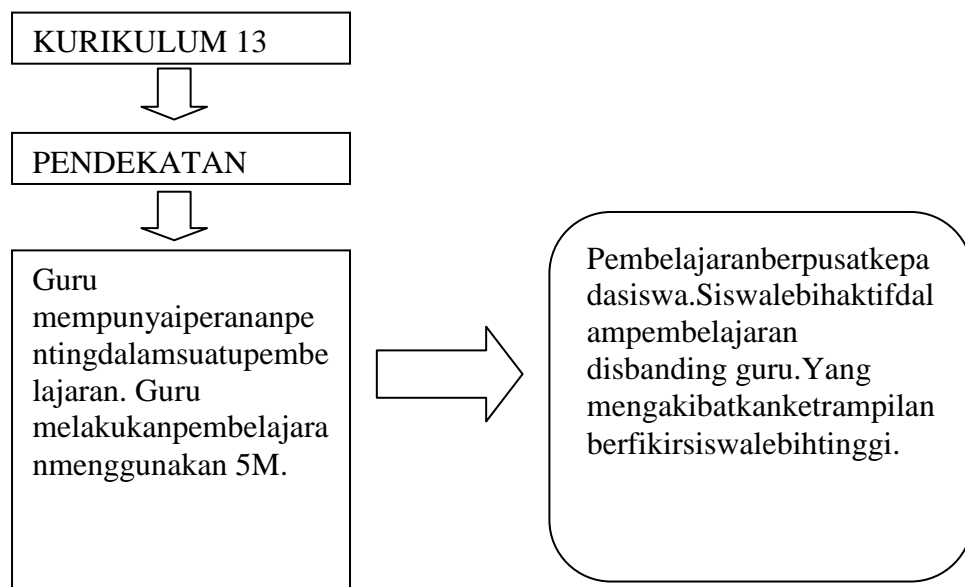 KURIKULUM 13
PENDEKATAN
Guru
mempunyaiperananpe
ntingdalamsuatupembe
lajaran. Guru
melakukanpembelajara
nmenggunakan 5M.
Pembelajaranberpusatkepa
dasiswa.Siswalebihaktifdal
ampembelajaran
disbanding guru.Yang
mengakibatkanketrampilan
berfikirsiswalebihtinggi.